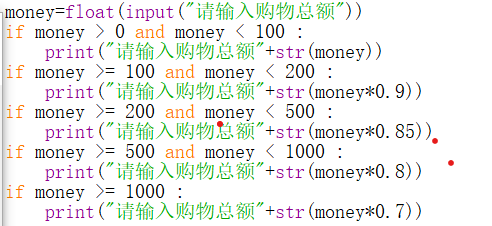 money=float(input("请输入购物总额"))
if money > 0 and money < 100 :
    print("请输入购物总额"+str(money))
if money >= 100 and money < 200 :
    print("请输入购物总额"+str(money*0.9))
if money >= 200 and money < 500 :
    print("请输入购物总额"+str(money*0.85))
if money >= 500 and money < 1000 :
    print("请输入购物总额"+str(money*0.8))
if money >= 1000 :
    print("请输入购物总额"+str(money*0.7))